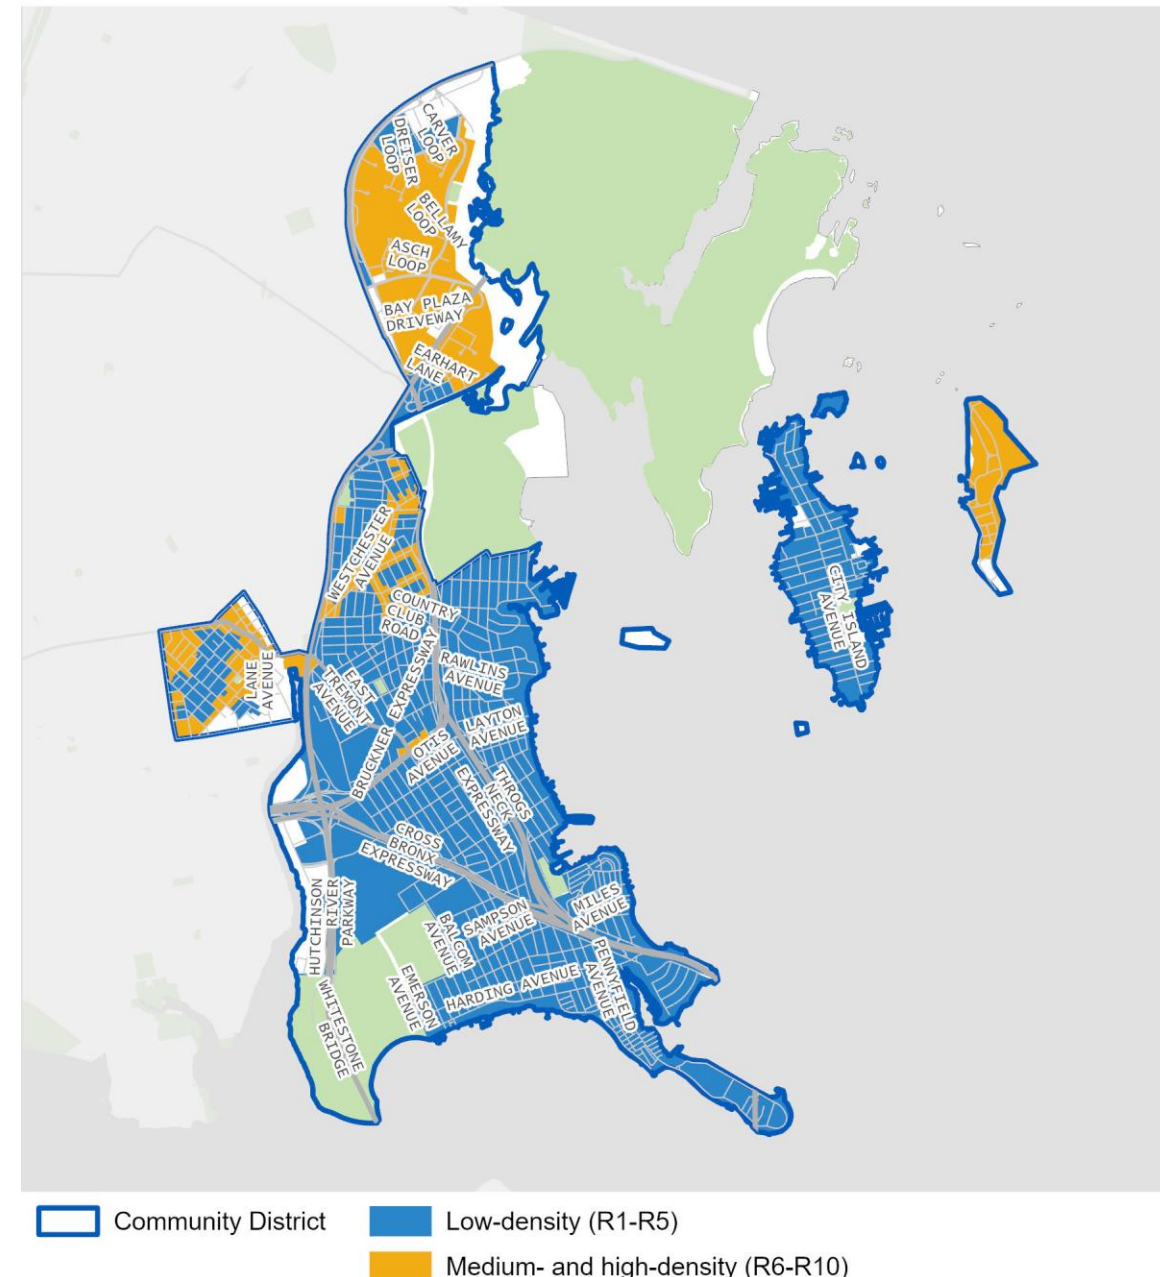 CARVER
LOOP
DREISER
LOOP
BELLAMY
LOOP
ASCH
LOOP
BAY PLAZA
DRIVEWAY
EARHART
LANE
WESTCHESTER
AVENUE
COUNTRY
CLUB
ROAD
CITY ISLAND
AVENUE
LANE
AVENUE
EAST
TREMONT
AVENUE
BRUCKNER EXPRESSWAY
RAWLINS
AVENUE
LAYTON
AVENUE
OTIS
AVENUE
THROGS
NECK
EXPRESSWAY
CROSS
BRONX
EXPRESSWAY
HUTCHINSON
RIVER
PARKWAY
MILES
AVENUE
SAMPSON
AVENUE
BALCOM
AVENUE
PENNYFIELD
AVENUE
HARDING AVENUE
EMERSON
AVENUE
WHITESTONE
BRIDGE
Community District
Low-density (R1-R5)
Medium- and high-density (R6-R10)